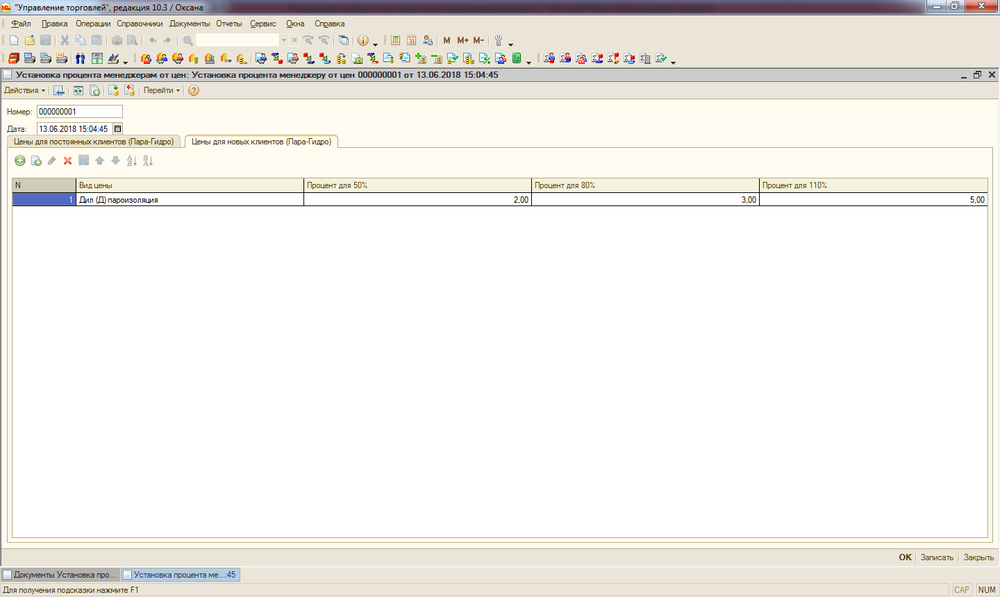 "Управление торговлей", редакция 10.3 / Оксана
Файл Правка Операции Справочники Документы Отчеты Сервис Окна Справка
31 M M+ M-
Установка процента менеджерам от цен: Установка процента менеджеру от цен 000000001 от 13.06.2018 15:04:45
Действия Перейти ?
Номер: 000000001
Дата: 13.06.2018 15:04:45
Цены для постоянных клиентов (Пара-Гидро) Цены для новых клиентов (Пара-Гидро)
N Вид цены Процент для 50% Процент для 80% Процент для 110%
1 Дил (Д) пароизоляция 2,00 3,00 5,00
OK Записать Закрыть
Документы Установка про... Установка процента ме...:45
Для получения подсказки нажмите F1 CAP NUM